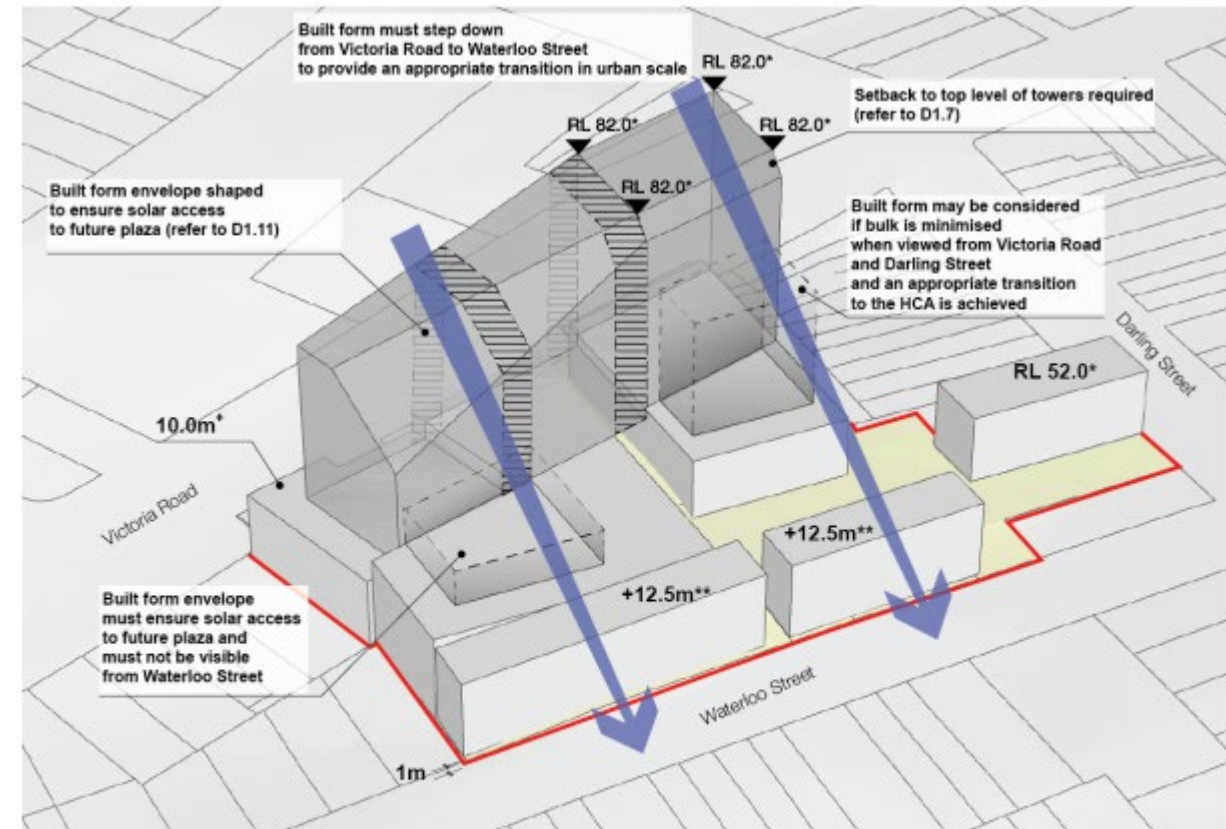 Built form must step down
from Victoria Road to Waterloo Street
to provide an appropriate transition in urban scale
RL 82.0*
Setback to top level of towers required
(refer to D1.7)
RL 82.0*
RL 82.0*
Built form envelope shaped
to ensure solar access
to future plaza (refer to D1.11)
RL 82.0*
Built form may be considered
if bulk is minimised
when viewed from Victoria Road
and Darling Street
and an appropriate transition
to the HCA is achieved
Darling Street
RL 52.0*
10.0m*
Victoria Road
+12.5m**
+12.5m**
Built form envelope
must ensure solar access
to future plaza and
must not be visible
from Waterloo Street
Waterloo Street
1m